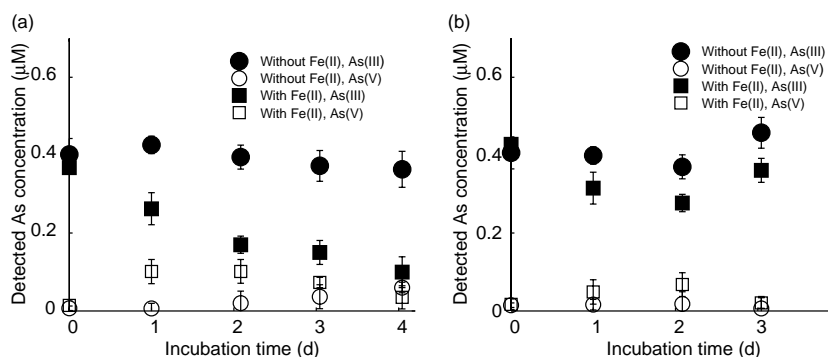 (a)
Detected As concentration (µM)
0.6
0.4
0.2
0
Without Fe(II), As(III)
Without Fe(II), As(V)
With Fe(II), As(III)
With Fe(II), As(V)
0 1 2 3 4
Incubation time (d)
(b)
Detected As concentration (µM)
0.6
0.4
0.2
0
Without Fe(II), As(III)
Without Fe(II), As(V)
With Fe(II), As(III)
With Fe(II), As(V)
0 1 2 3
Incubation time (d)